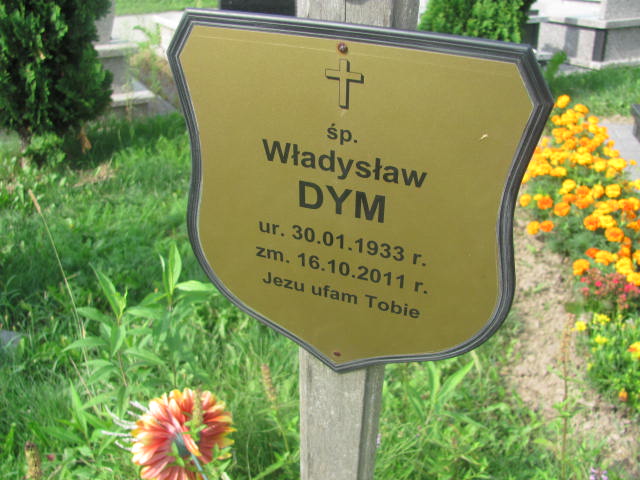 śp.
Władysław
DYM
ur. 30.01.1933 r.
zm. 16.10.2011 r.
Jezu ufam Tobie